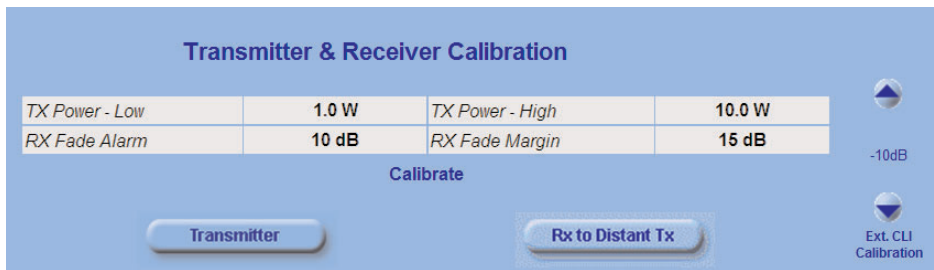 Transmitter & Receiver Calibration
TX Power - Low 1.0 W TX Power - High 10.0 W
RX Fade Alarm 10 dB RX Fade Margin 15 dB
Calibrate
-10dB
Transmitter Rx to Distant Tx
Ext. CLI
Calibration